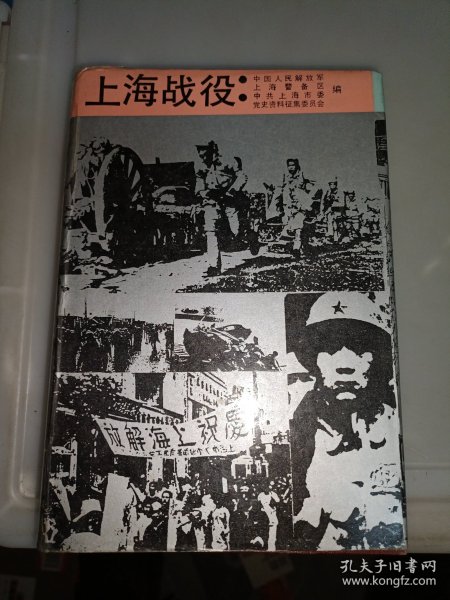 上海战役:
中国人民解放军
上海警备区
中共上海市委
党史资料征集委员会
编
放解海上祝慶
孔夫子旧书网
www.kongfz.com